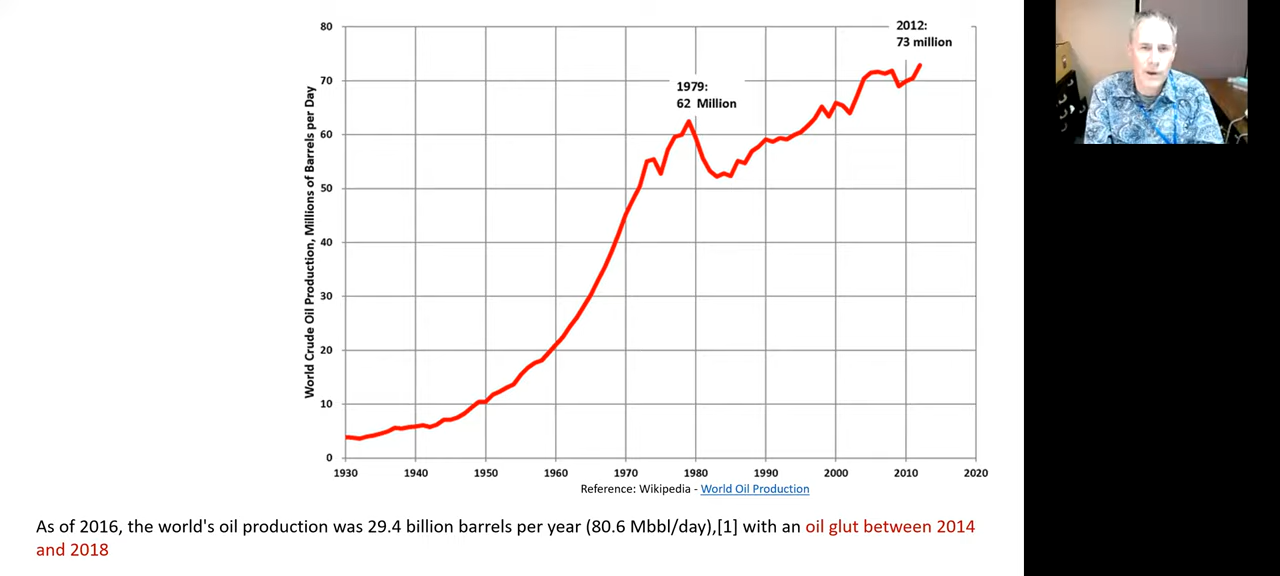 80
2012:
73 million
70
1979:
62 Million
60
50
40
30
20
10
0
World Crude Oil Production, Millions of Barrels per Day
1930 1940 1950 1960 1970 1980 1990 2000 2010 2020
Reference: Wikipedia - World Oil Production
As of 2016, the world's oil production was 29.4 billion barrels per year (80.6 Mbbl/day),[1] with an oil glut between 2014
and 2018